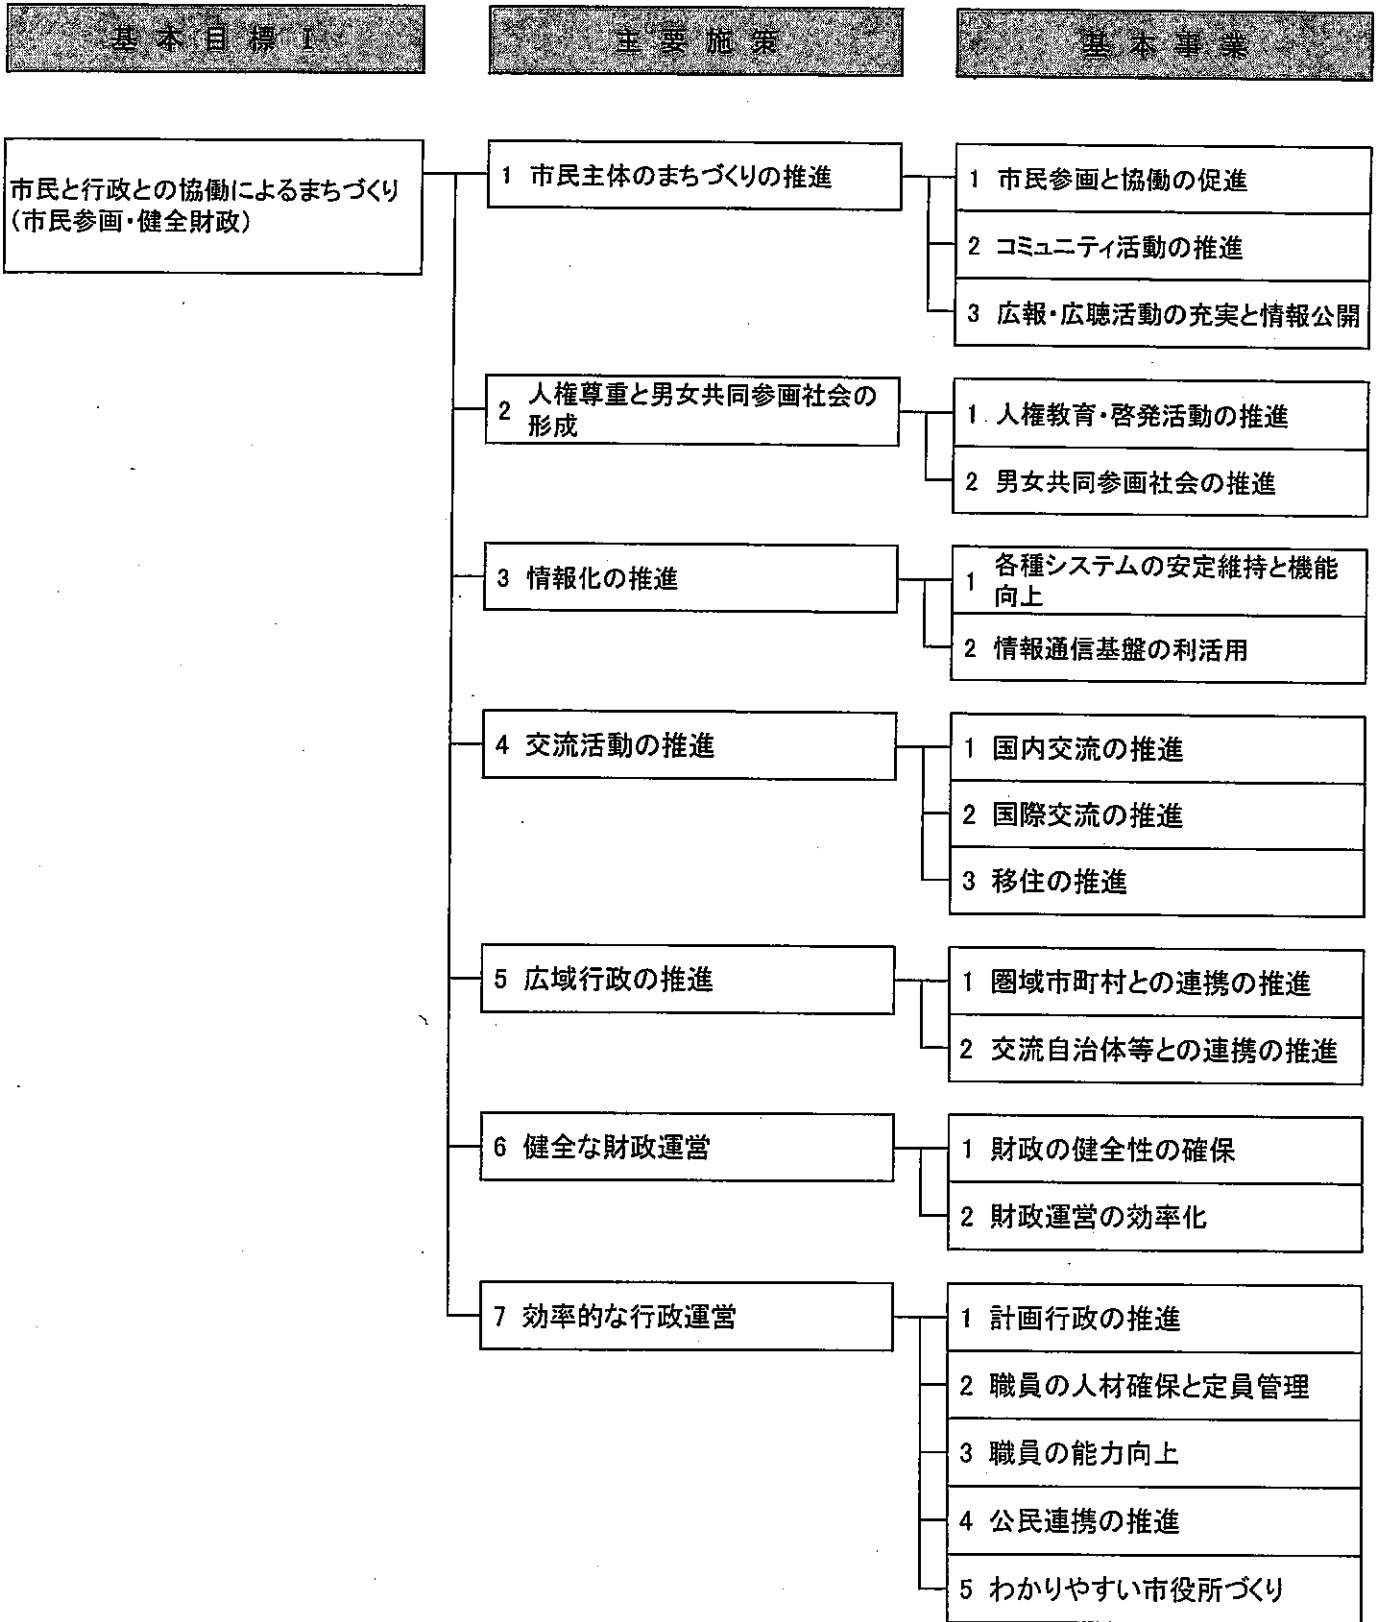 基本目標Ⅰ
主要施策
基本事業
市民と行政との協働によるまちづくり
(市民参画・健全財政)
1 市民主体のまちづくりの推進
1 市民参画と協働の促進
2 コミュニティ活動の推進
3 広報・広聴活動の充実と情報公開
2 人権尊重と男女共同参画社会の
形成
1 人権教育・啓発活動の推進
2 男女共同参画社会の推進
3 情報化の推進
1 各種システムの安定維持と機能
向上
2 情報通信基盤の利活用
4 交流活動の推進
1 国内交流の推進
2 国際交流の推進
3 移住の推進
5 広域行政の推進
1 圏域市町村との連携の推進
2 交流自治体等との連携の推進
6 健全な財政運営
1 財政の健全性の確保
2 財政運営の効率化
7 効率的な行政運営
1 計画行政の推進
2 職員の人材確保と定員管理
3 職員の能力向上
4 公民連携の推進
5 わかりやすい市役所づくり